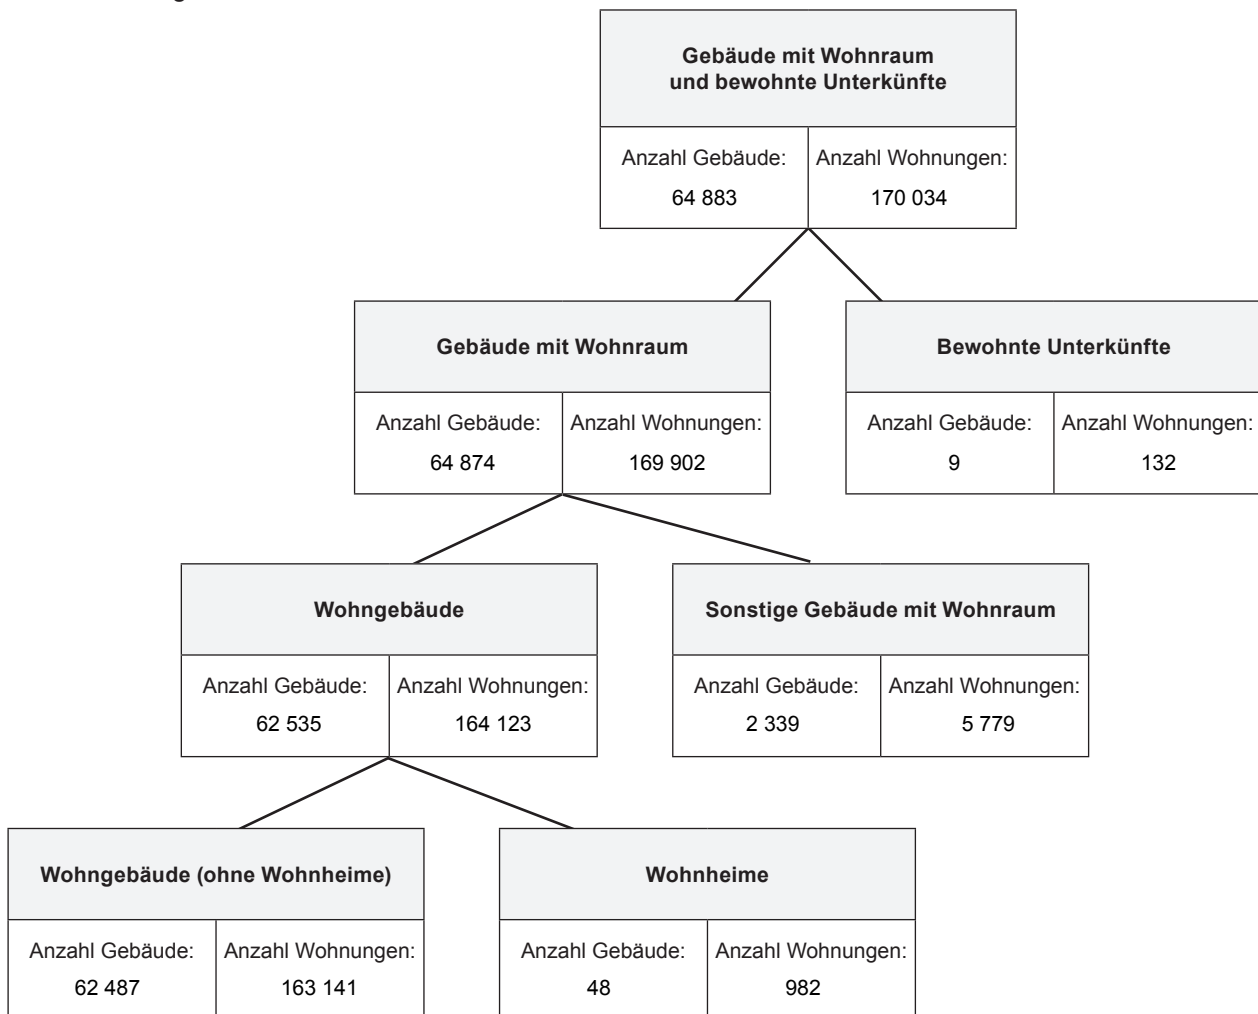 Gebäude mit Wohnraum
und bewohnte Unterkünfte
Anzahl Gebäude: Anzahl Wohnungen:
64 883 170 034
Gebäude mit Wohnraum Bewohnte Unterkünfte
Anzahl Gebäude: Anzahl Wohnungen: Anzahl Gebäude: Anzahl Wohnungen:
64 874 169 902 9 132
Wohngebäude Sonstige Gebäude mit Wohnraum
Anzahl Gebäude: Anzahl Wohnungen: Anzahl Gebäude: Anzahl Wohnungen:
62 535 164 123 2 339 5 779
Wohngebäude (ohne Wohnheime) Wohnheime
Anzahl Gebäude: Anzahl Wohnungen: Anzahl Gebäude: Anzahl Wohnungen:
62 487 163 141 48 982